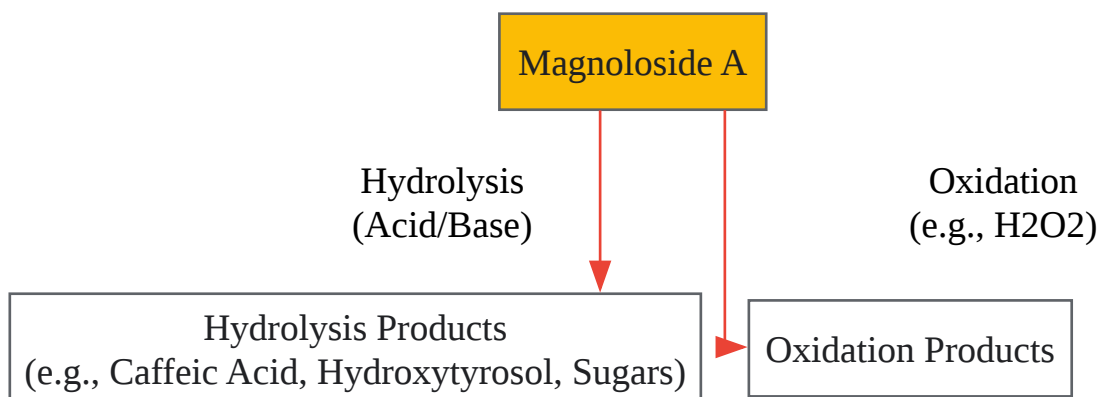 Magnoloside A
Hydrolysis
(Acid/Base)
Oxidation
(e.g., H2O2)
Hydrolysis Products
(e.g., Caffeic Acid, Hydroxytyrosol, Sugars)
Oxidation Products